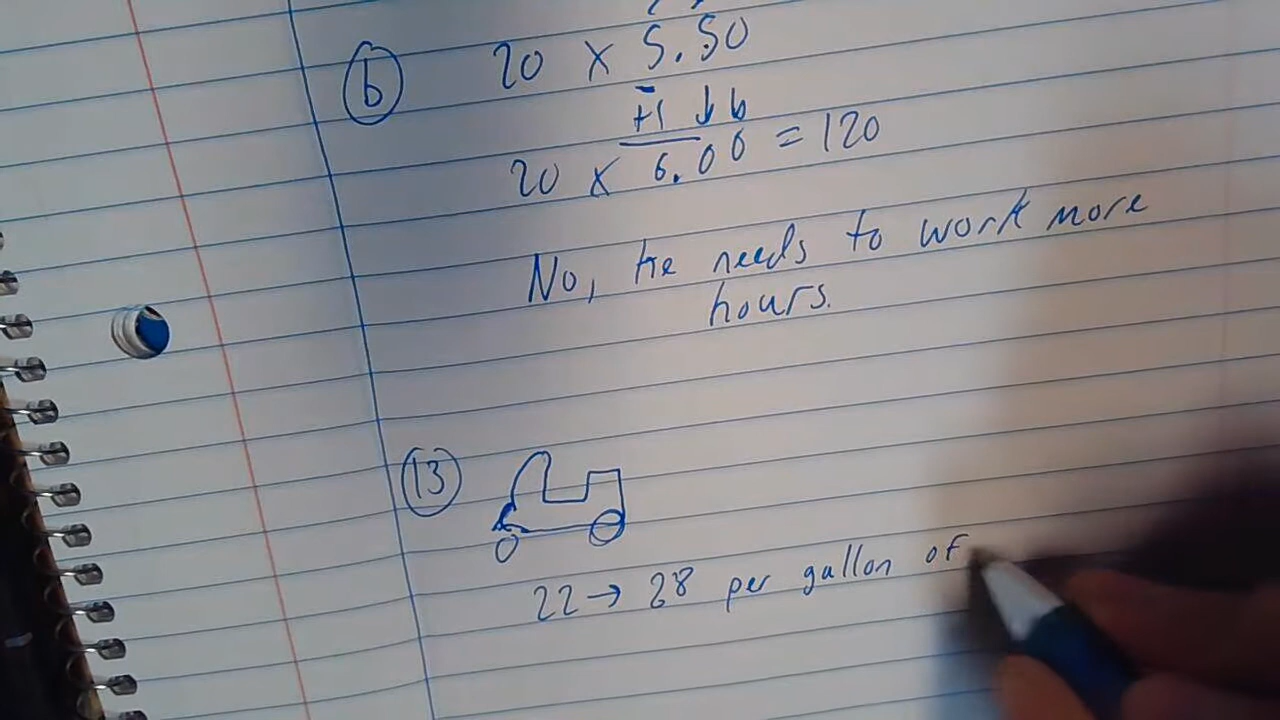 b 20 x 5.50
+1 ↓ ↓
20 x 6.00 = 120
No, he needs to work more
hours.
13
22 → 28 per gallon of